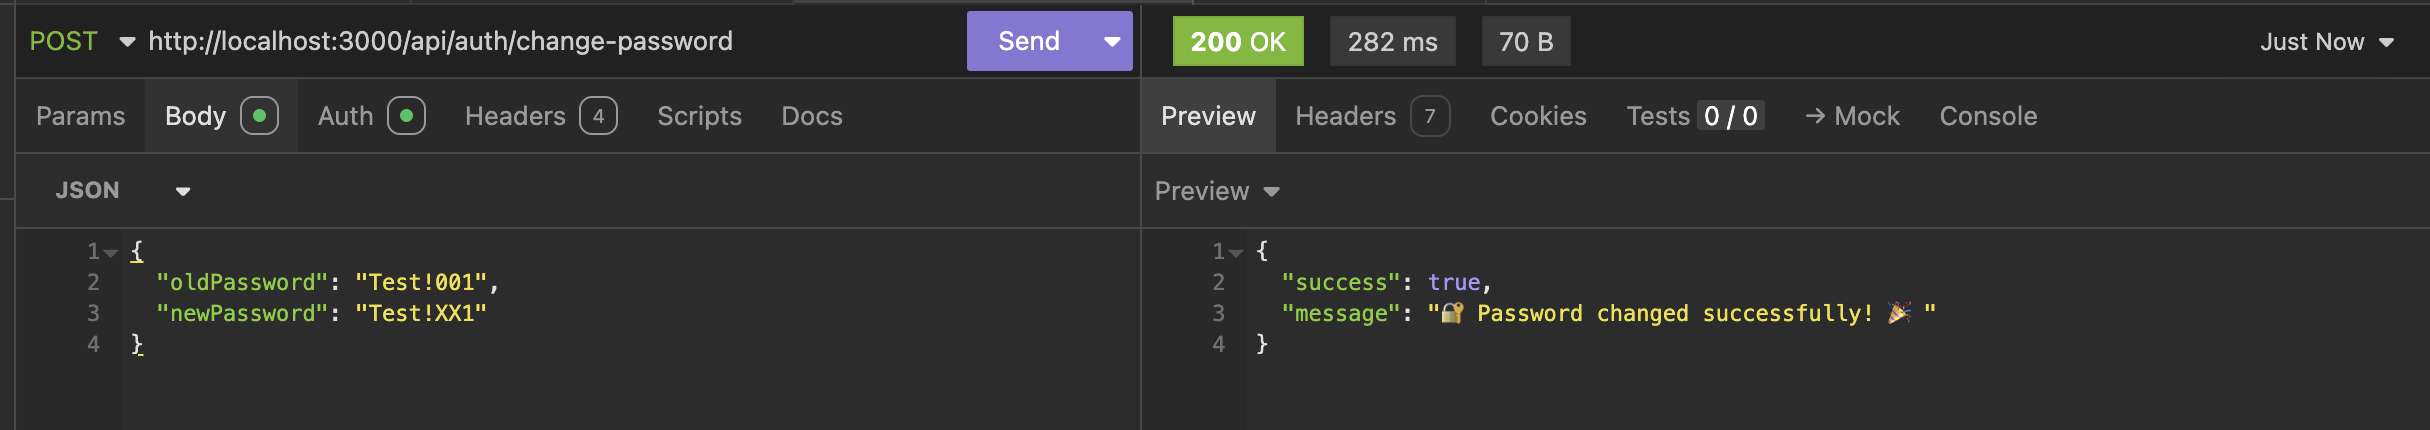 POST http://localhost:3000/api/auth/change-password Send
200 OK 282 ms 70 B Just Now
Params Body Auth Headers 4 Scripts Docs
Preview Headers 7 Cookies Tests 0 / 0 → Mock Console
JSON
Preview
1 {
2 "oldPassword": "Test!001",
3 "newPassword": "Test!XX1"
4 }
1 {
2 "success": true,
3 "message": "🔐 Password changed successfully! 🎉 "
4 }